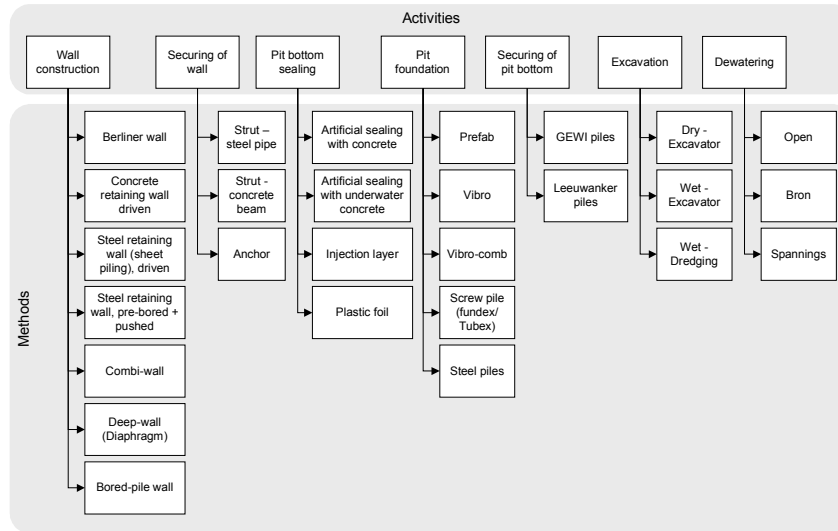 Activities
Wall
construction
Securing of
wall
Pit bottom
sealing
Pit
foundation
Securing of
pit bottom
Excavation
Dewatering
Methods
Berliner wall
Concrete
retaining wall
driven
Steel retaining
wall (sheet
piling), driven
Steel retaining
wall, pre-bored +
pushed
Combi-wall
Deep-wall
(Diaphragm)
Bored-pile wall
Strut –
steel pipe
Strut -
concrete
beam
Anchor
Artificial sealing
with concrete
Artificial sealing
with underwater
concrete
Injection layer
Plastic foil
Prefab
Vibro
Vibro-comb
Screw pile
(fundex/
Tubex)
Steel piles
GEWI piles
Leeuwanker
piles
Dry -
Excavator
Wet -
Excavator
Wet -
Dredging
Open
Bron
Spannings